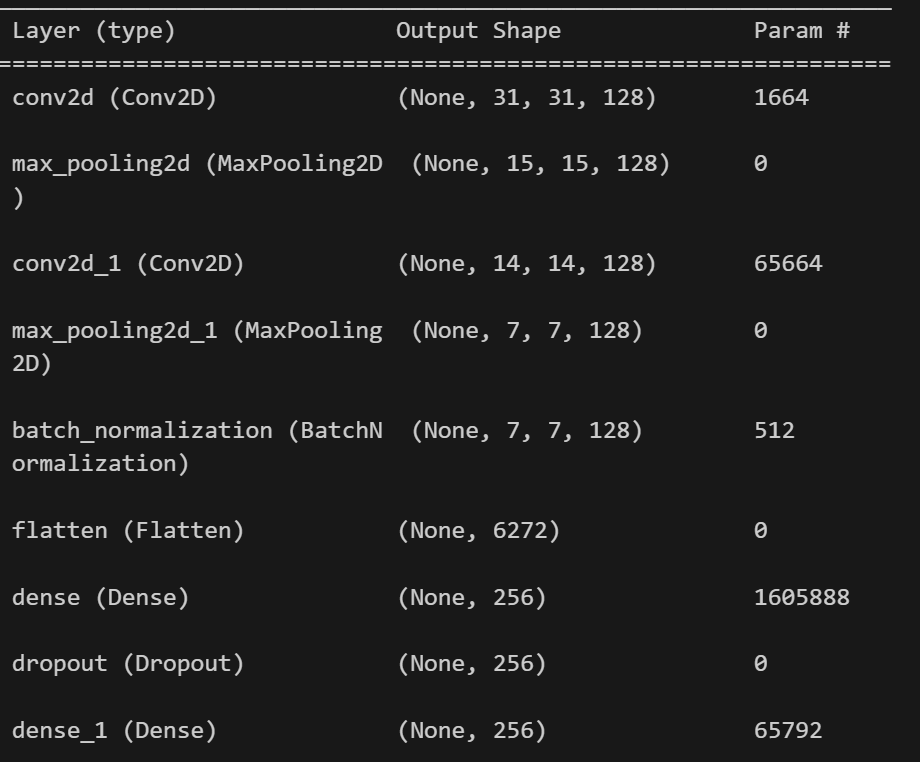 Layer (type) Output Shape Param #
=================================================================
conv2d (Conv2D) (None, 31, 31, 128) 1664
max_pooling2d (MaxPooling2D (None, 15, 15, 128) 0
)
conv2d_1 (Conv2D) (None, 14, 14, 128) 65664
max_pooling2d_1 (MaxPooling (None, 7, 7, 128) 0
2D)
batch_normalization (BatchN (None, 7, 7, 128) 512
ormalization)
flatten (Flatten) (None, 6272) 0
dense (Dense) (None, 256) 1605888
dropout (Dropout) (None, 256) 0
dense_1 (Dense) (None, 256) 65792